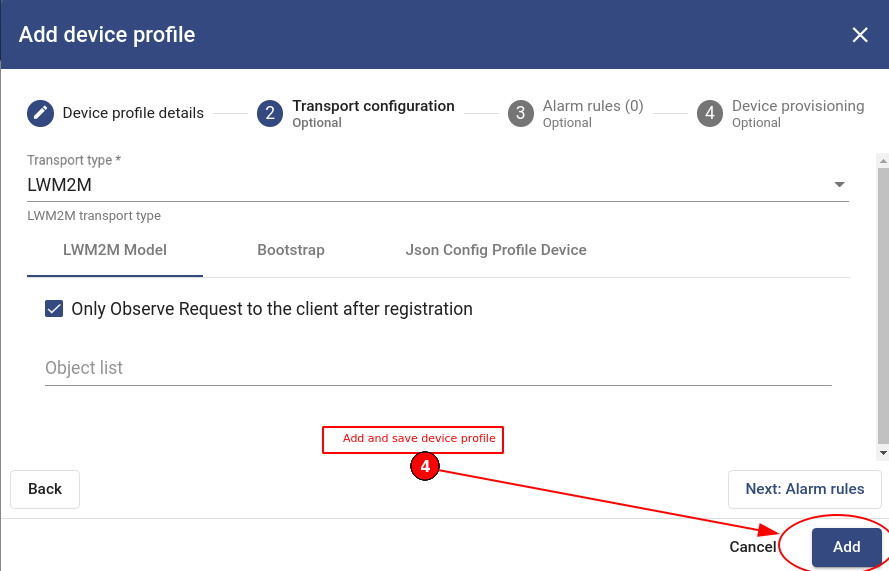 Add device profile
Device profile details
2 Transport configuration
Optional
3 Alarm rules (0)
Optional
4 Device provisioning
Optional
Transport type *
LWM2M
LWM2M transport type
LWM2M Model Bootstrap Json Config Profile Device
Only Observe Request to the client after registration
Object list
Add and save device profile
4
Back Next: Alarm rules
Cancel Add